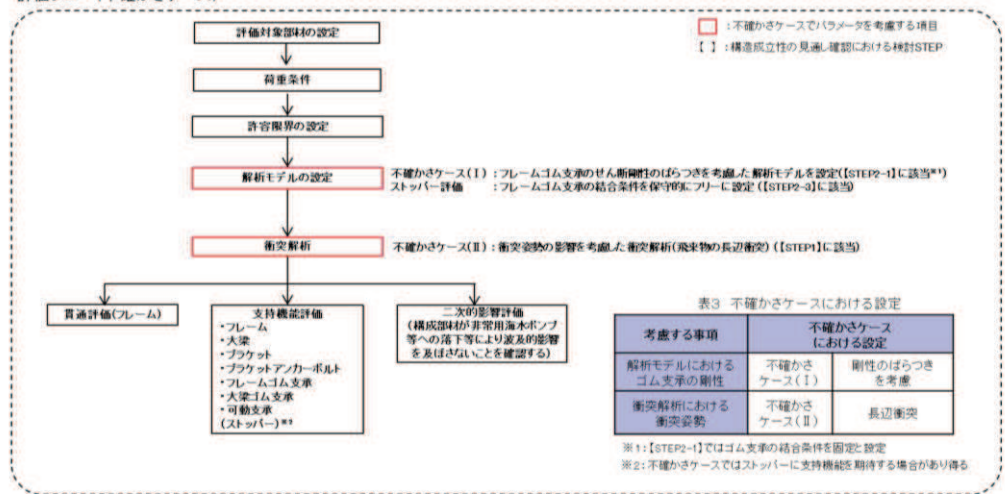 評価対象部材の設定
□：不確かさケースでパラメータを考慮する項目
【 】：構造成立性の見通し確認における検討STEP
荷重条件
許容限界の設定
解析モデルの設定
不確かさケース(Ⅰ)：フレームゴム支承のせん断剛性のばらつきを考慮した解析モデルを設定(【STEP2-1】に該当※1)
ストッパー評価　：フレームゴム支承の結合条件を保守的にフリーに設定(【STEP2-3】に該当)
衝突解析
不確かさケース(Ⅱ)：衝突姿勢の影響を考慮した衝突解析(飛来物の長辺衝突)(【STEP1】に該当)
貫通評価(フレーム)
支持機能評価
・フレーム
・大梁
・ブラケット
・ブラケットアンカーボルト
・フレームゴム支承
・大梁ゴム支承
・可動支承
(ストッパー)※2
二次的影響評価
(構成部材が非常用海水ポンプ
等への落下等により波及的影響
を及ぼさないことを確認する)
表3 不確かさケースにおける設定
考慮する事項
不確かさケース
における設定
解析モデルにおける
ゴム支承の剛性
不確かさ
ケース(Ⅰ)
剛性のばらつき
を考慮
衝突解析における
衝突姿勢
不確かさ
ケース(Ⅱ)
長辺衝突
※1：【STEP2-1】ではゴム支承の結合条件を固定と設定
※2：不確かさケースではストッパーに支持機能を期待する場合があり得る